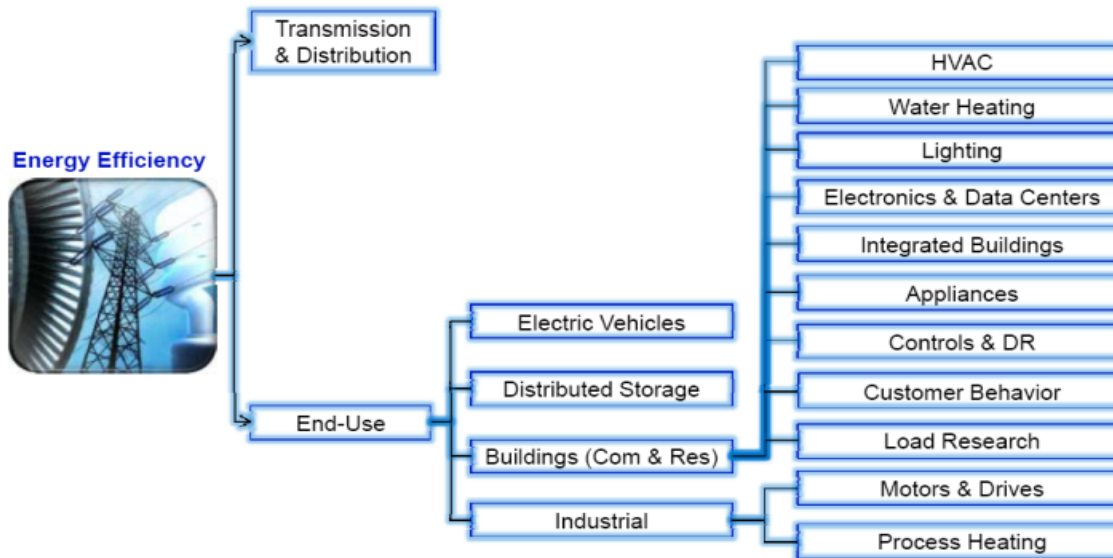 Transmission
& Distribution
HVAC
Water Heating
Energy Efficiency
Lighting
Electronics & Data Centers
Integrated Buildings
Appliances
Electric Vehicles
Controls & DR
Distributed Storage
Customer Behavior
End-Use
Buildings (Com & Res)
Load Research
Motors & Drives
Industrial
Process Heating